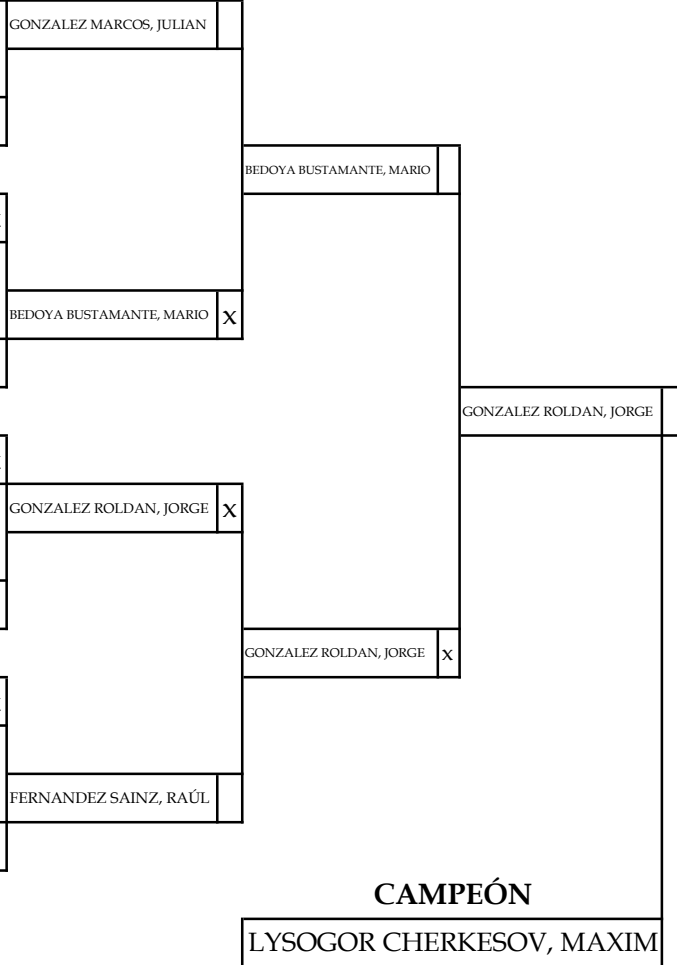 GONZALEZ MARCOS, JULIAN
BEDOYA BUSTAMANTE, MARIO
BEDOYA BUSTAMANTE, MARIO X
GONZALEZ ROLDAN, JORGE
GONZALEZ ROLDAN, JORGE X
GONZALEZ ROLDAN, JORGE X
FERNANDEZ SAINZ, RAÚL
CAMPEÓN
LYSOGOR CHERKESOV, MAXIM